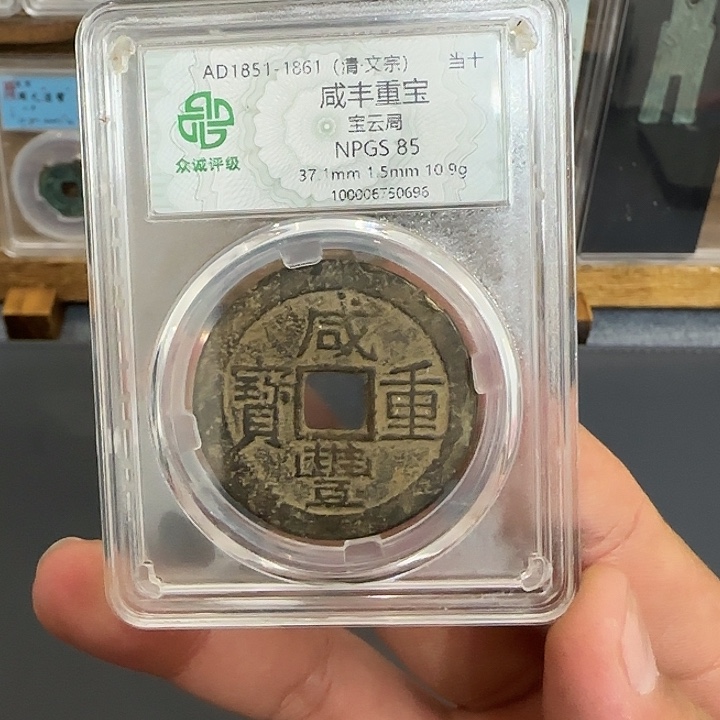 AD1851-1861 (清·文宗) 当十
咸丰重宝
宝云局
NPGS 85
37.1mm 1.5mm 10.9g
100006750696
众诚评级
咸
寶 重
豐